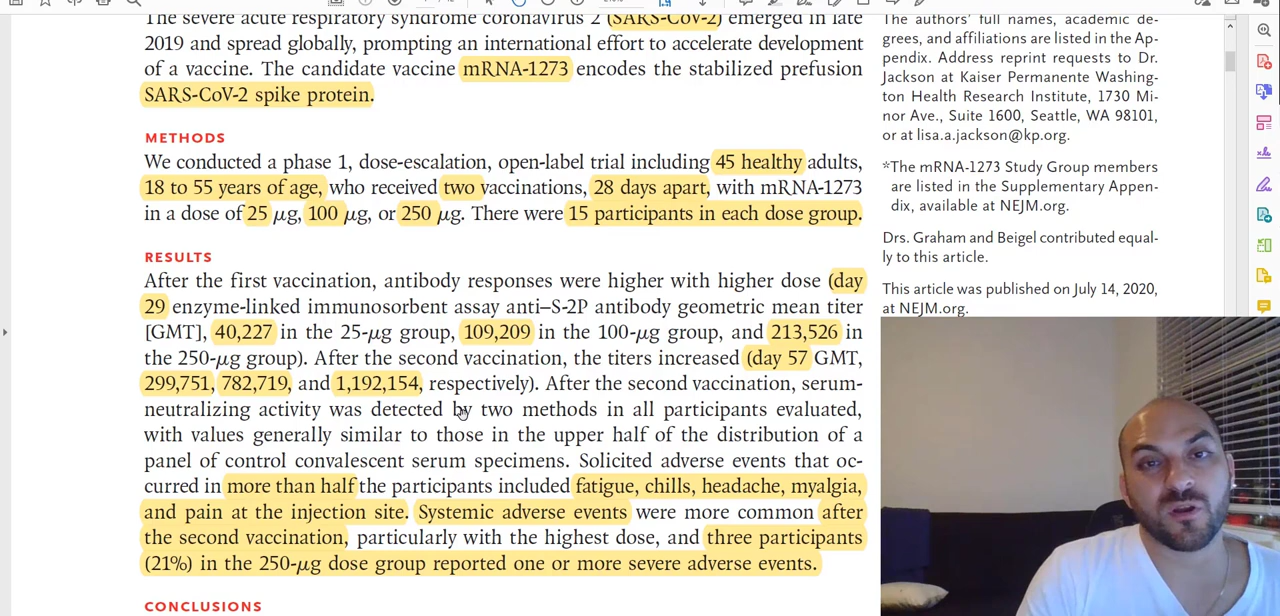 The severe acute respiratory syndrome coronavirus 2 (SARS-CoV-2) emerged in late
2019 and spread globally, prompting an international effort to accelerate development
of a vaccine. The candidate vaccine mRNA-1273 encodes the stabilized prefusion
SARS-CoV-2 spike protein.
METHODS
We conducted a phase 1, dose-escalation, open-label trial including 45 healthy adults,
18 to 55 years of age, who received two vaccinations, 28 days apart, with mRNA-1273
in a dose of 25 μg, 100 μg, or 250 μg. There were 15 participants in each dose group.
RESULTS
After the first vaccination, antibody responses were higher with higher dose (day
29 enzyme-linked immunosorbent assay anti–S-2P antibody geometric mean titer
[GMT], 40,227 in the 25-μg group, 109,209 in the 100-μg group, and 213,526 in
the 250-μg group). After the second vaccination, the titers increased (day 57 GMT,
299,751, 782,719, and 1,192,154, respectively). After the second vaccination, serum-
neutralizing activity was detected by two methods in all participants evaluated,
with values generally similar to those in the upper half of the distribution of a
panel of control convalescent serum specimens. Solicited adverse events that oc-
curred in more than half the participants included fatigue, chills, headache, myalgia,
and pain at the injection site. Systemic adverse events were more common after
the second vaccination, particularly with the highest dose, and three participants
(21%) in the 250-μg dose group reported one or more severe adverse events.
CONCLUSIONS
The authors' full names, academic de-
grees, and affiliations are listed in the Ap-
pendix. Address reprint requests to Dr.
Jackson at Kaiser Permanente Washing-
ton Health Research Institute, 1730 Mi-
nor Ave., Suite 1600, Seattle, WA 98101,
or at lisa.a.jackson@kp.org.
*The mRNA-1273 Study Group members
are listed in the Supplementary Appen-
dix, available at NEJM.org.
Drs. Graham and Beigel contributed equal-
ly to this article.
This article was published on July 14, 2020,
at NEJM.org.